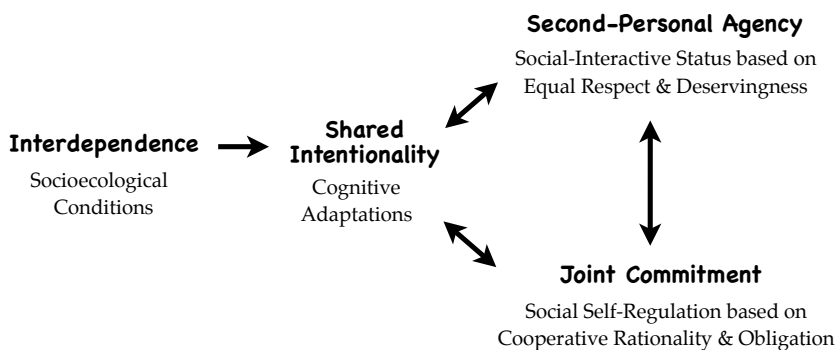 Second-Personal Agency
Social-Interactive Status based on
Equal Respect & Deservingness
Interdependence
Socioecological
Conditions
Shared
Intentionality
Cognitive
Adaptations
Joint Commitment
Social Self-Regulation based on
Cooperative Rationality & Obligation